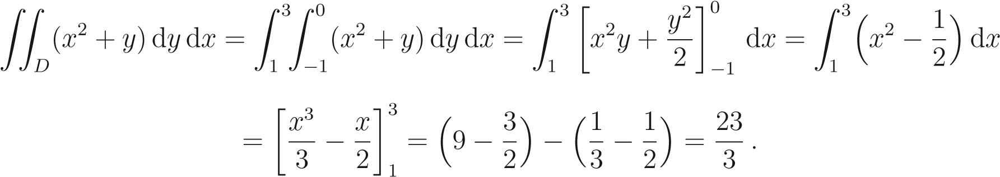 \iint_D (x^2 + y) \, \mathrm{d}y \, \mathrm{d}x = \int_1^3 \int_{-1}^0 (x^2 + y) \, \mathrm{d}y \, \mathrm{d}x = \int_1^3 \left[ x^2 y + \frac{y^2}{2} \right]_{-1}^0 \mathrm{d}x = \int_1^3 \left( x^2 - \frac{1}{2} \right) \mathrm{d}x
= \left[ \frac{x^3}{3} - \frac{x}{2} \right]_1^3 = \left( 9 - \frac{3}{2} \right) - \left( \frac{1}{3} - \frac{1}{2} \right) = \frac{23}{3} .